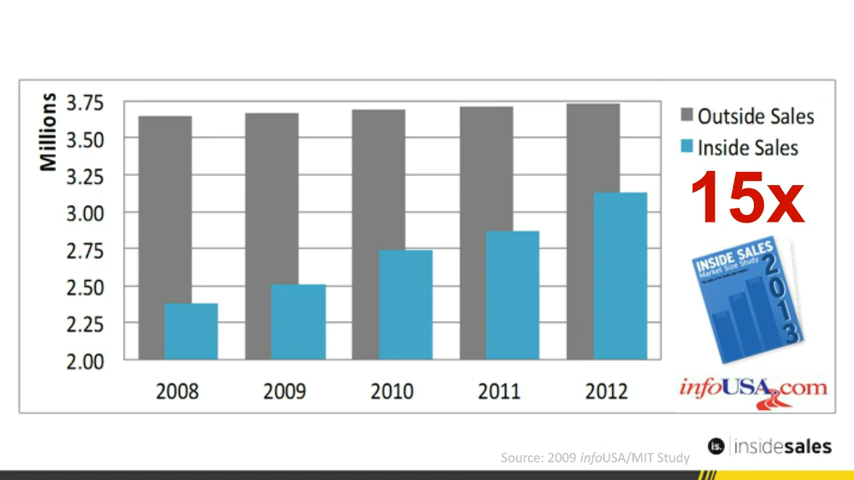 Millions
3.75
3.50
3.25
3.00
2.75
2.50
2.25
2.00
2008 2009 2010 2011 2012
Outside Sales
Inside Sales
15x
INSIDE SALES
Market Size Study
2013
infoUSA.com
Source: 2009 infoUSA/MIT Study
is. insidesales